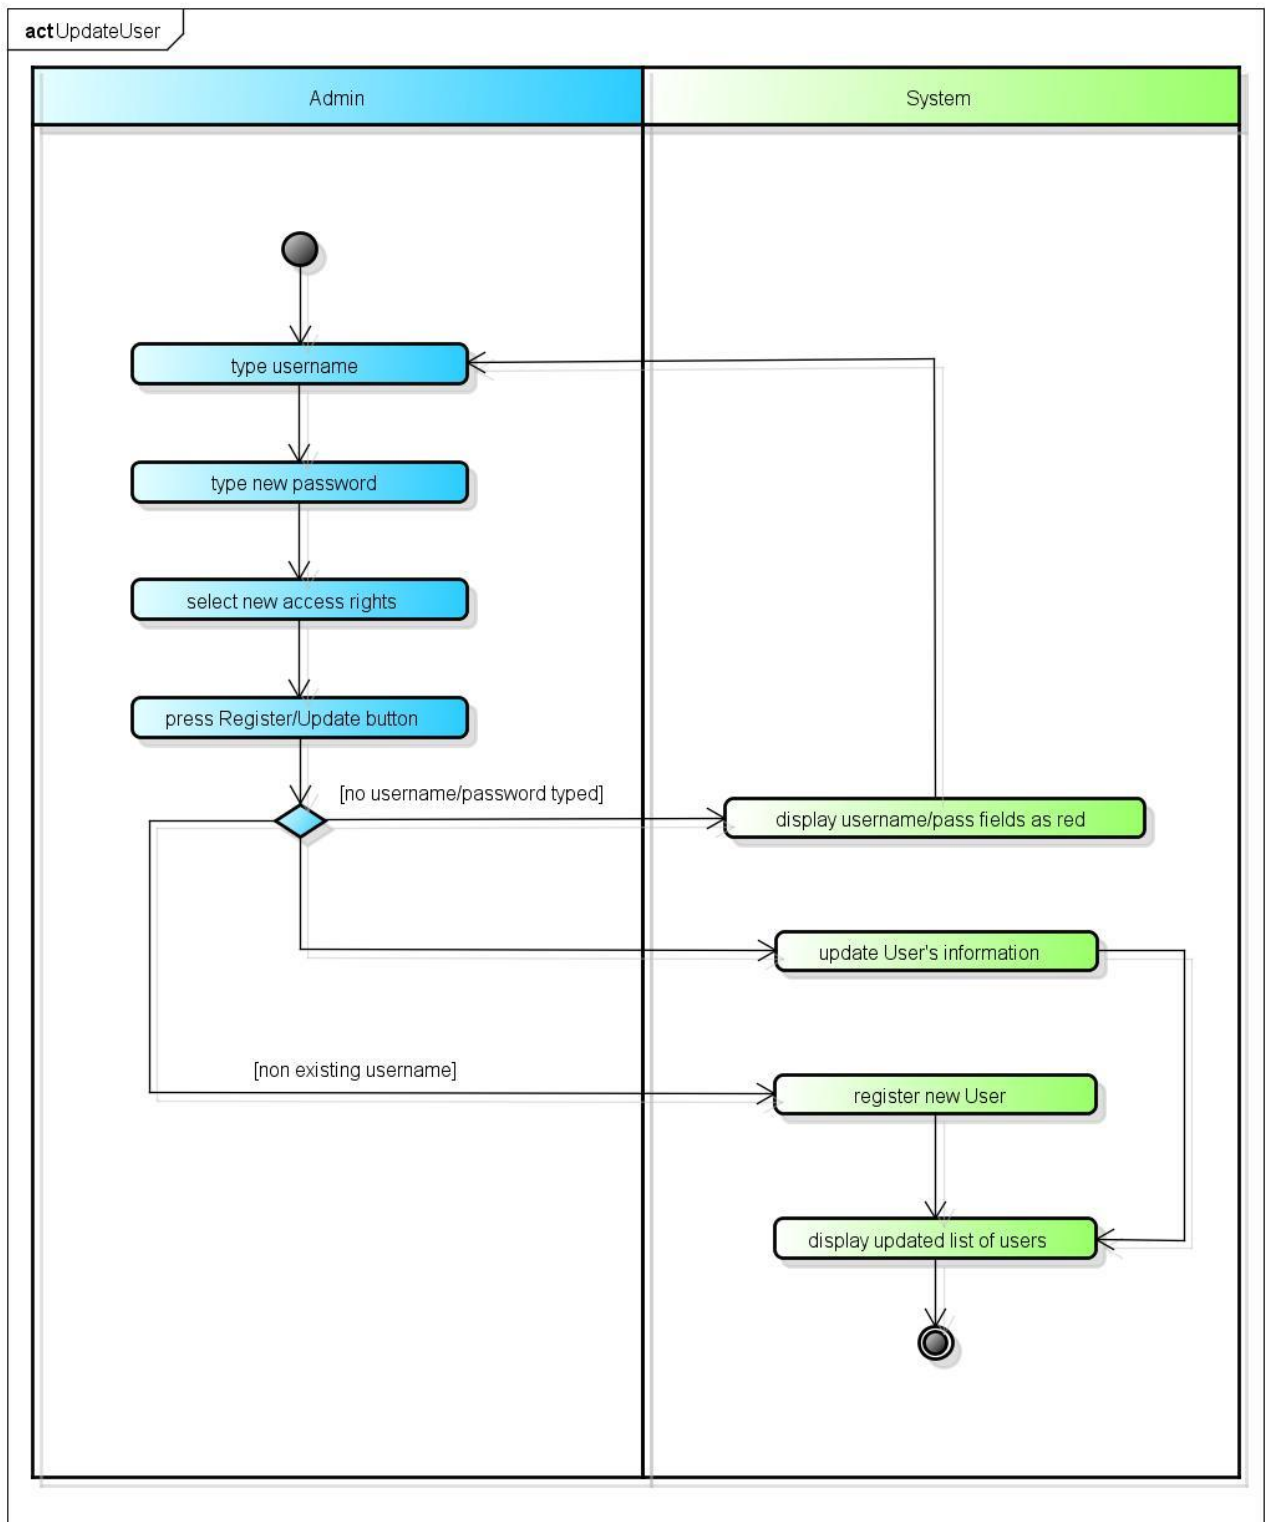 act UpdateUser
Admin
System
type username
type new password
select new access rights
press Register/Update button
[no username/password typed]
display username/pass fields as red
update User's information
[non existing username]
register new User
display updated list of users